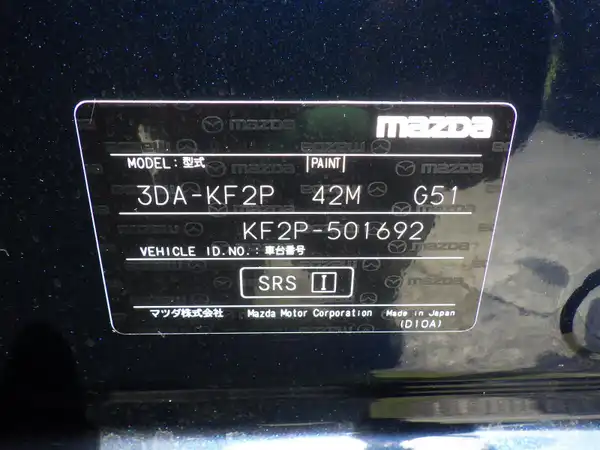 mazda
MODEL：型式 PAINT
3DA-KF2P 42M G51
KF2P-501692
VEHICLE ID.NO.：車台番号
SRS I
マツダ株式会社 Mazda Motor Corporation Made in Japan
(D10A)